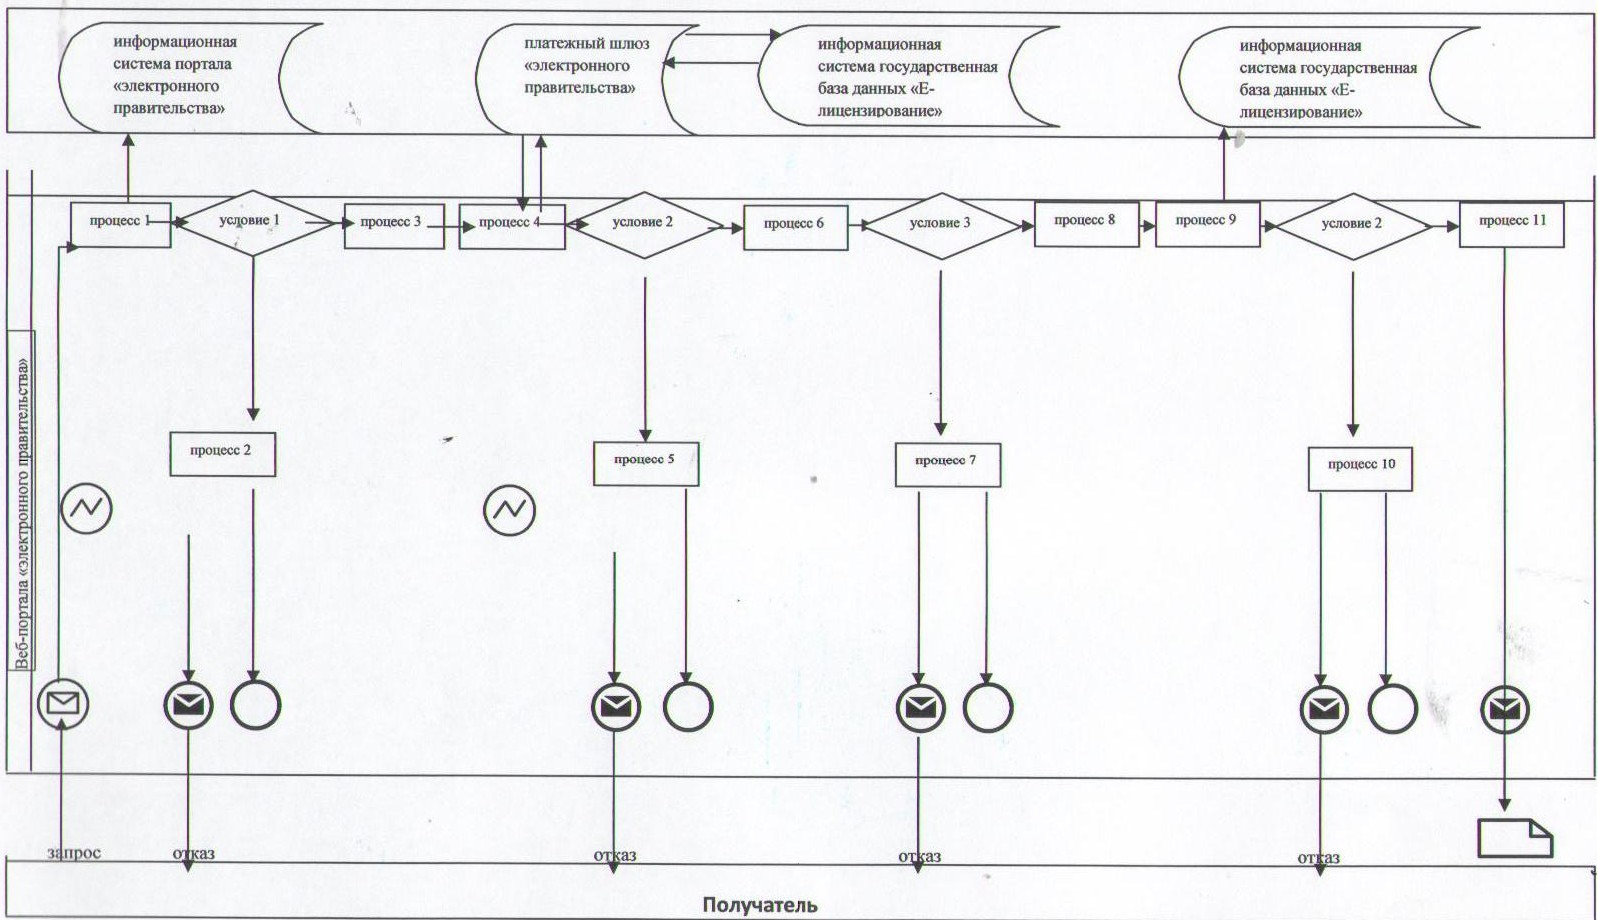 информационная
система портала
«электронного
правительства»
платежный шлюз
«электронного
правительства»
информационная
система государственная
база данных «Е-
лицензирование»
информационная
система государственная
база данных «Е-
лицензирование»
процесс 1
условие 1
процесс 3
процесс 4
условие 2
процесс 6
условие 3
процесс 8
процесс 9
условие 2
процесс 11
процесс 2
процесс 5
процесс 7
процесс 10
Веб-портала «электронного правительства»
запрос
отказ
отказ
отказ
отказ
Получатель